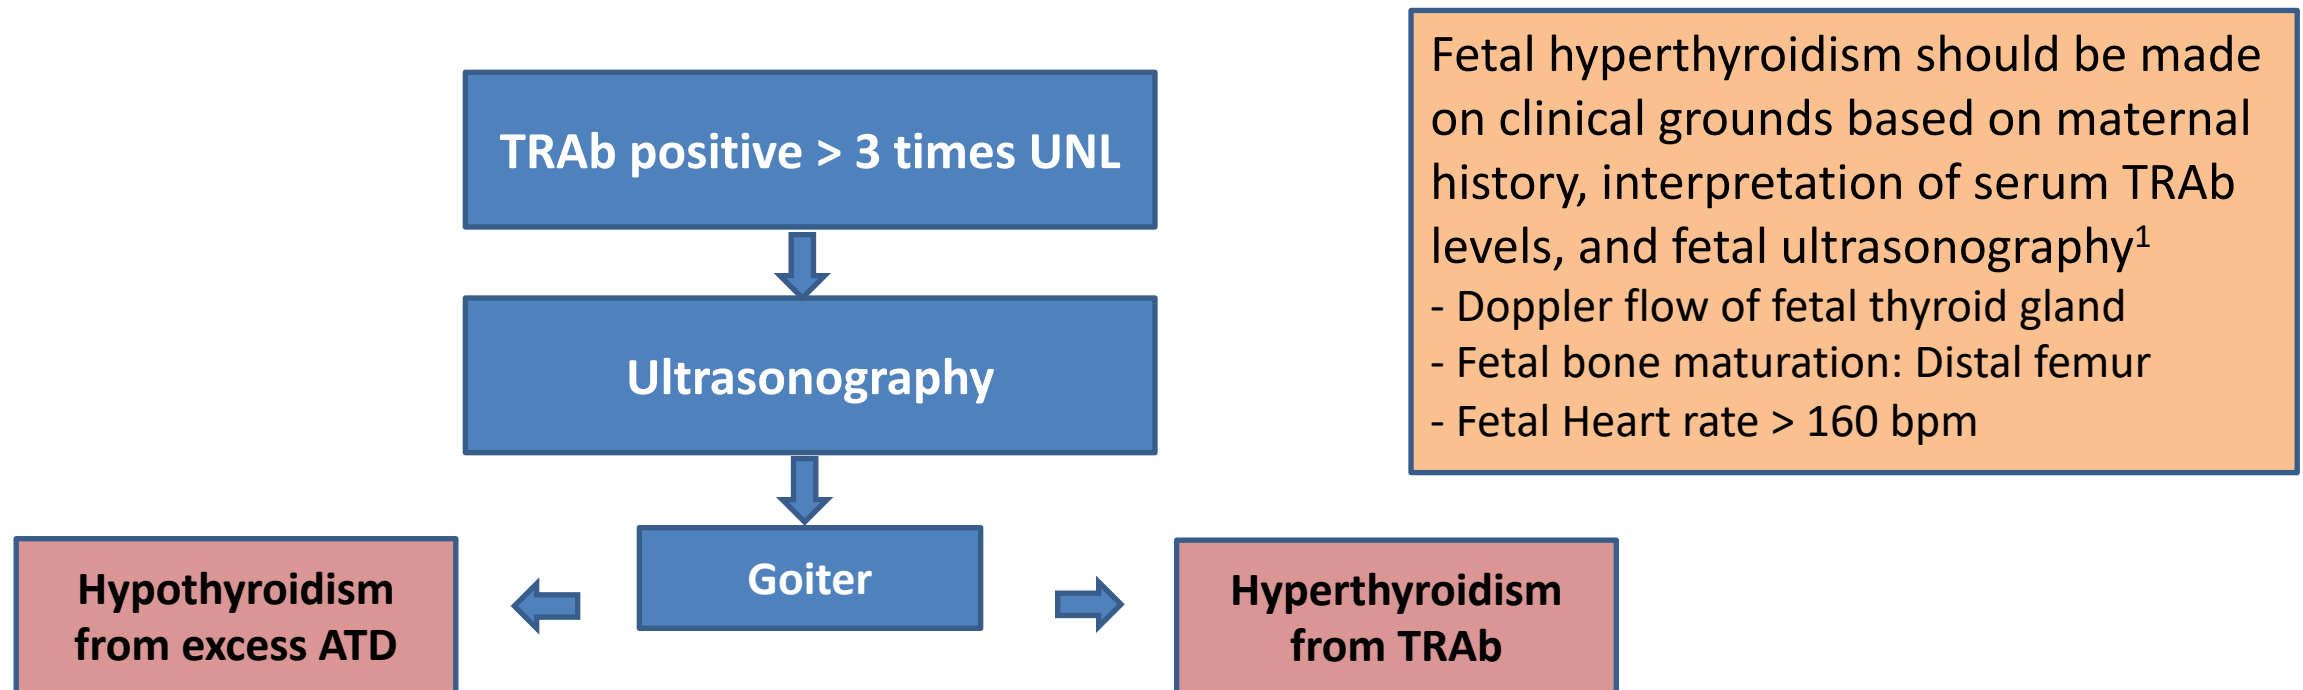 TRAb positive > 3 times UNL
Ultrasonography
Goiter
Hypothyroidism
from excess ATD
Hyperthyroidism
from TRAb
Fetal hyperthyroidism should be made
on clinical grounds based on maternal
history, interpretation of serum TRAb
levels, and fetal ultrasonography¹
- Doppler flow of fetal thyroid gland
- Fetal bone maturation: Distal femur
- Fetal Heart rate > 160 bpm